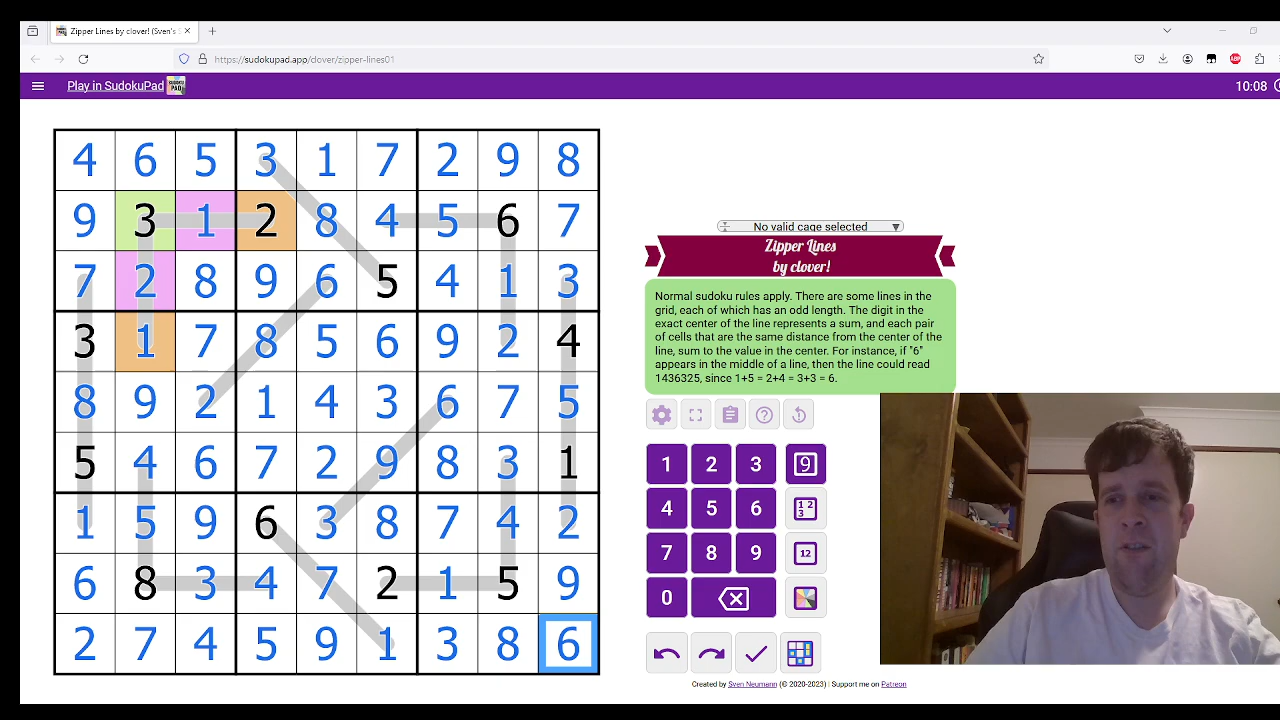 Zipper Lines by clover! (Sven's S
https://sudokupad.app/clover/zipper-lines01
Play in SudokuPad
SUDOKU PAD
10:08
4 6 5 3 1 7 2 9 8
9 3 1 2 8 4 5 6 7
7 2 8 9 6 5 4 1 3
3 1 7 8 5 6 9 2 4
8 9 2 1 4 3 6 7 5
5 4 6 7 2 9 8 3 1
1 5 9 6 3 8 7 4 2
6 8 3 4 7 2 1 5 9
2 7 4 5 9 1 3 8 6
No valid cage selected
Zipper Lines
by clover!
Normal sudoku rules apply. There are some lines in the
grid, each of which has an odd length. The digit in the
exact center of the line represents a sum, and each pair
of cells that are the same distance from the center of the
line, sum to the value in the center. For instance, if "6"
appears in the middle of a line, then the line could read
1436325, since 1+5 = 2+4 = 3+3 = 6.
1 2 3 9
4 5 6 1 2 3
7 8 9 12
0
Created by Sven Neumann (© 2020-2023) | Support me on Patreon